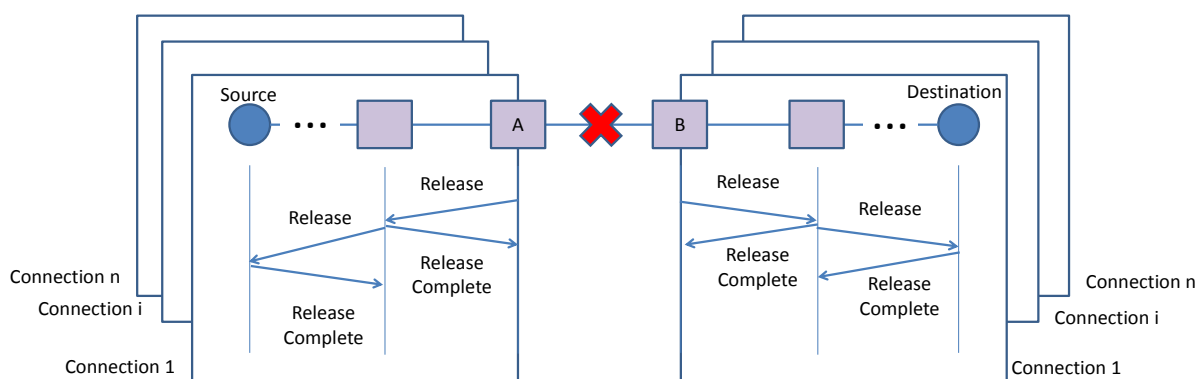 Source
Destination
...
A
B
...
Release
Release
Release
Release
Release
Complete
Release
Complete
Release
Complete
Release
Complete
Connection n
Connection i
Connection 1
Connection n
Connection i
Connection 1